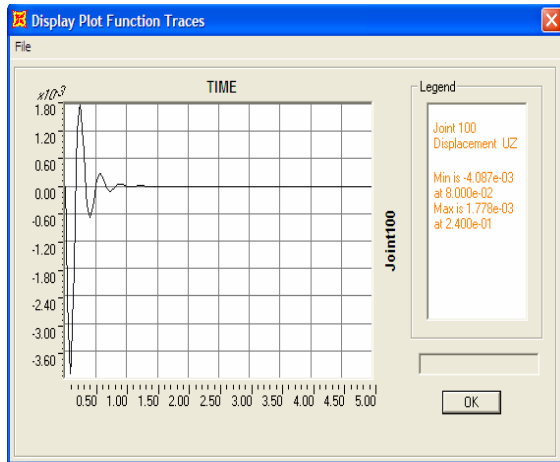 Display Plot Function Traces
File
x10-3
TIME
1.80
1.20
0.60
0.00
-0.60
-1.20
-1.80
-2.40
-3.00
-3.60
0.50 1.00 1.50 2.00 2.50 3.00 3.50 4.00 4.50 5.00
Joint100
Legend
Joint 100
Displacement UZ
Min is -4.087e-03
at 8.000e-02
Max is 1.778e-03
at 2.400e-01
OK